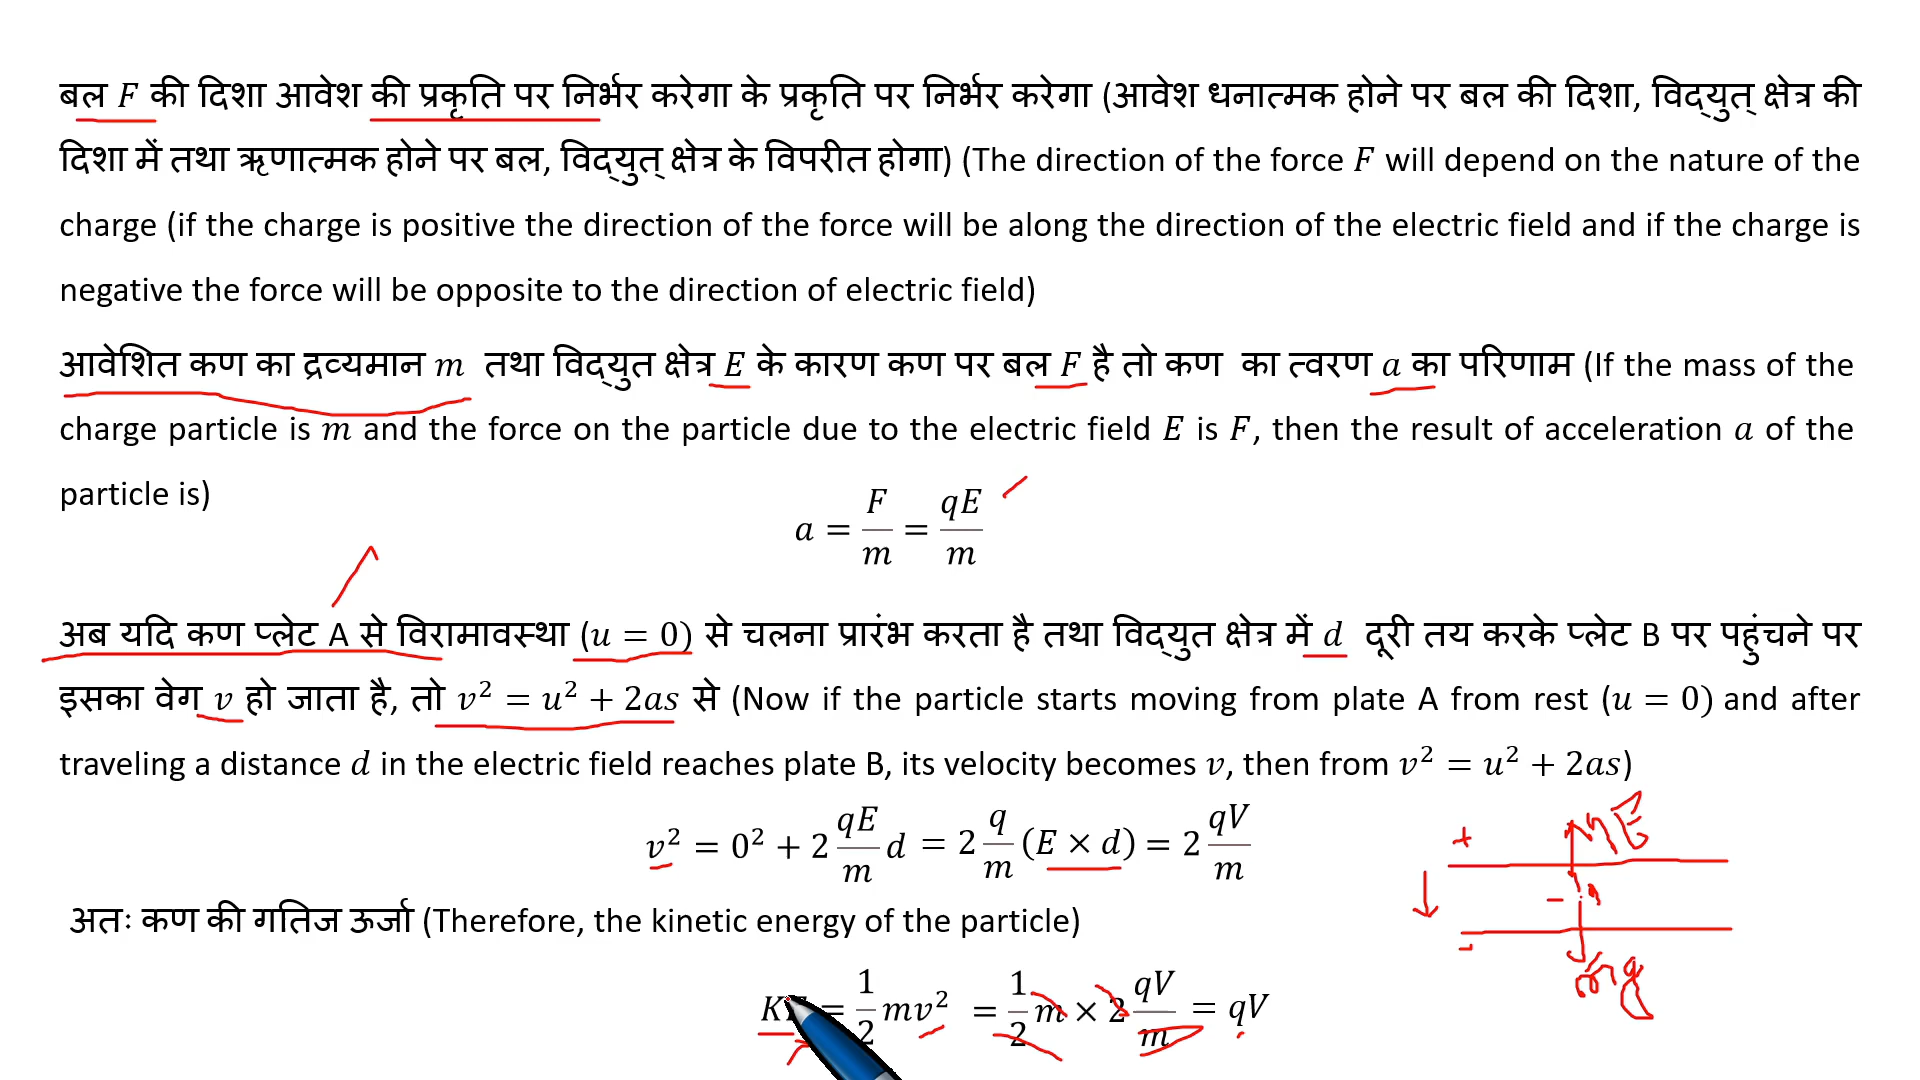 बल F की दिशा आवेश की प्रकृति पर निर्भर करेगा के प्रकृति पर निर्भर करेगा (आवेश धनात्मक होने पर बल की दिशा, विद्युत् क्षेत्र की
दिशा में तथा ऋणात्मक होने पर बल, विद्युत् क्षेत्र के विपरीत होगा) (The direction of the force F will depend on the nature of the
charge (if the charge is positive the direction of the force will be along the direction of the electric field and if the charge is
negative the force will be opposite to the direction of electric field)
आवेशित कण का द्रव्यमान m तथा विद्युत क्षेत्र E के कारण कण पर बल F है तो कण का त्वरण a का परिणाम (If the mass of the
charge particle is m and the force on the particle due to the electric field E is F, then the result of acceleration a of the
particle is)
a = F/m = qE/m
अब यदि कण प्लेट A से विरामावस्था (u = 0) से चलना प्रारंभ करता है तथा विद्युत क्षेत्र में d दूरी तय करके प्लेट B पर पहुंचने पर
इसका वेग v हो जाता है, तो v² = u² + 2as से (Now if the particle starts moving from plate A from rest (u = 0) and after
traveling a distance d in the electric field reaches plate B, its velocity becomes v, then from v² = u² + 2as)
v² = 0² + 2 qE/m d = 2 q/m (E × d) = 2 qV/m
+
अतः कण की गतिज ऊर्जा (Therefore, the kinetic energy of the particle)
-
mg
= 1/2 mv² = 1/2 m × 2 qV/m = qV